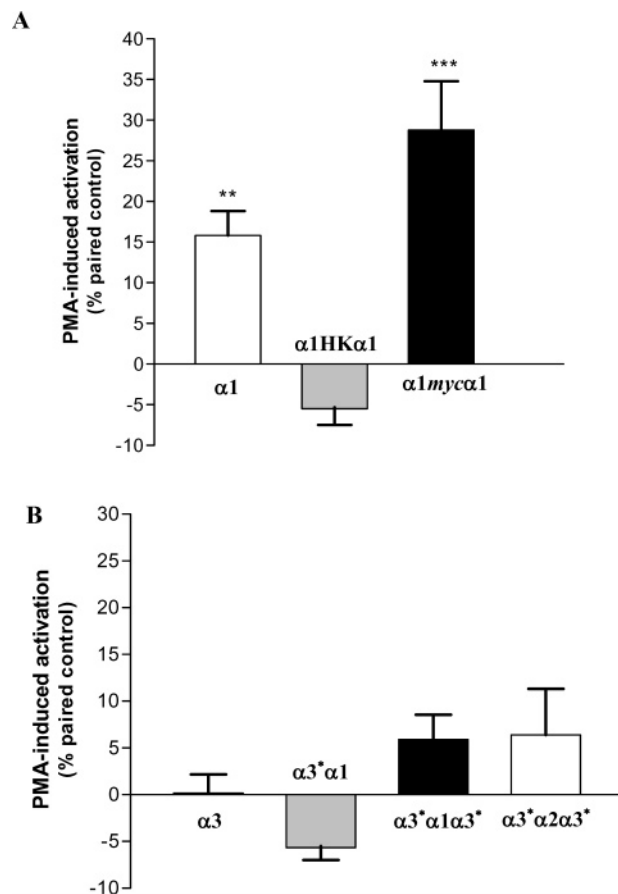 A
PMA-induced activation
(% paired control)
40
35
30
25
20
15
10
5
0
-5
-10
**
***
α1
α1HKα1
α1mycα1
B
PMA-induced activation
(% paired control)
30
25
20
15
10
5
0
-5
-10
α3
α3*α1
α3*α1α3*
α3*α2α3*